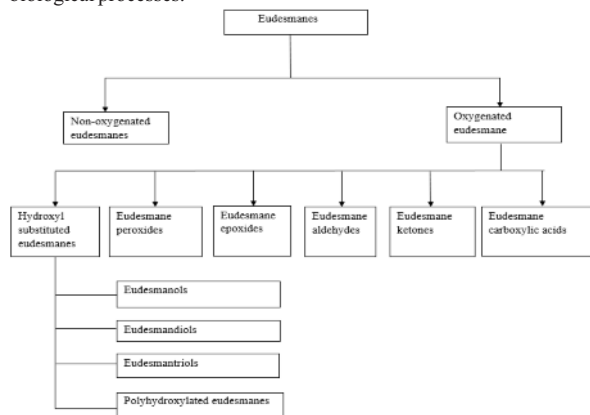 biological processes.
Eudesmanes
Non-oxygenated
eudesmanes
Oxygenated
eudesmane
Hydroxyl
substituted
eudesmanes
Eudesmane
peroxides
Eudesmane
epoxides
Eudesmane
aldehydes
Eudesmane
ketones
Eudesmane
carboxylic acids
Eudesmanols
Eudesmandiols
Eudesmantriols
Polyhydroxylated eudesmanes